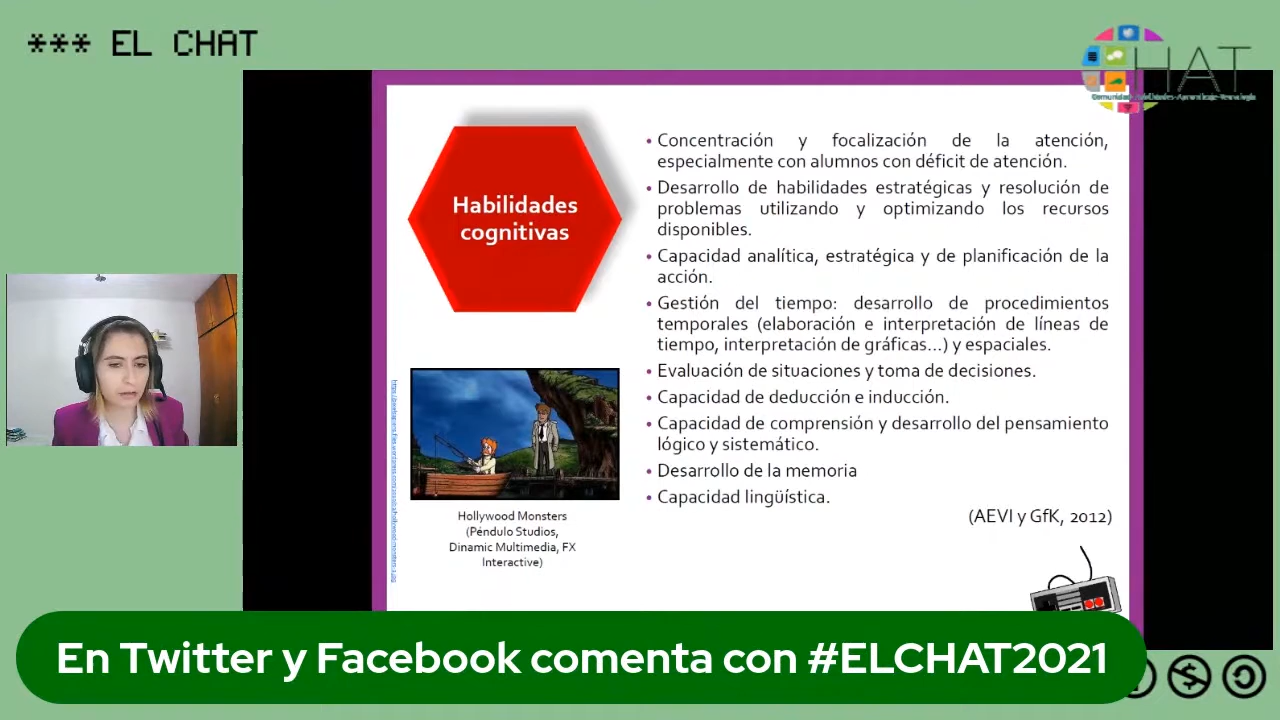 *** EL CHAT
HAT
Comunidad-Habilidades-Aprendizaje-Tecnología
Habilidades
cognitivas
• Concentración y focalización de la atención,
especialmente con alumnos con déficit de atención.
• Desarrollo de habilidades estratégicas y resolución de
problemas utilizando y optimizando los recursos
disponibles.
• Capacidad analítica, estratégica y de planificación de la
acción.
• Gestión del tiempo: desarrollo de procedimientos
temporales (elaboración e interpretación de líneas de
tiempo, interpretación de gráficas...) y espaciales.
• Evaluación de situaciones y toma de decisiones.
• Capacidad de deducción e inducción.
• Capacidad de comprensión y desarrollo del pensamiento
lógico y sistemático.
• Desarrollo de la memoria
• Capacidad lingüística.
(AEVI y GfK, 2012)
Hollywood Monsters
(Péndulo Studios,
Dinamic Multimedia, FX
Interactive)
En Twitter y Facebook comenta con #ELCHAT2021